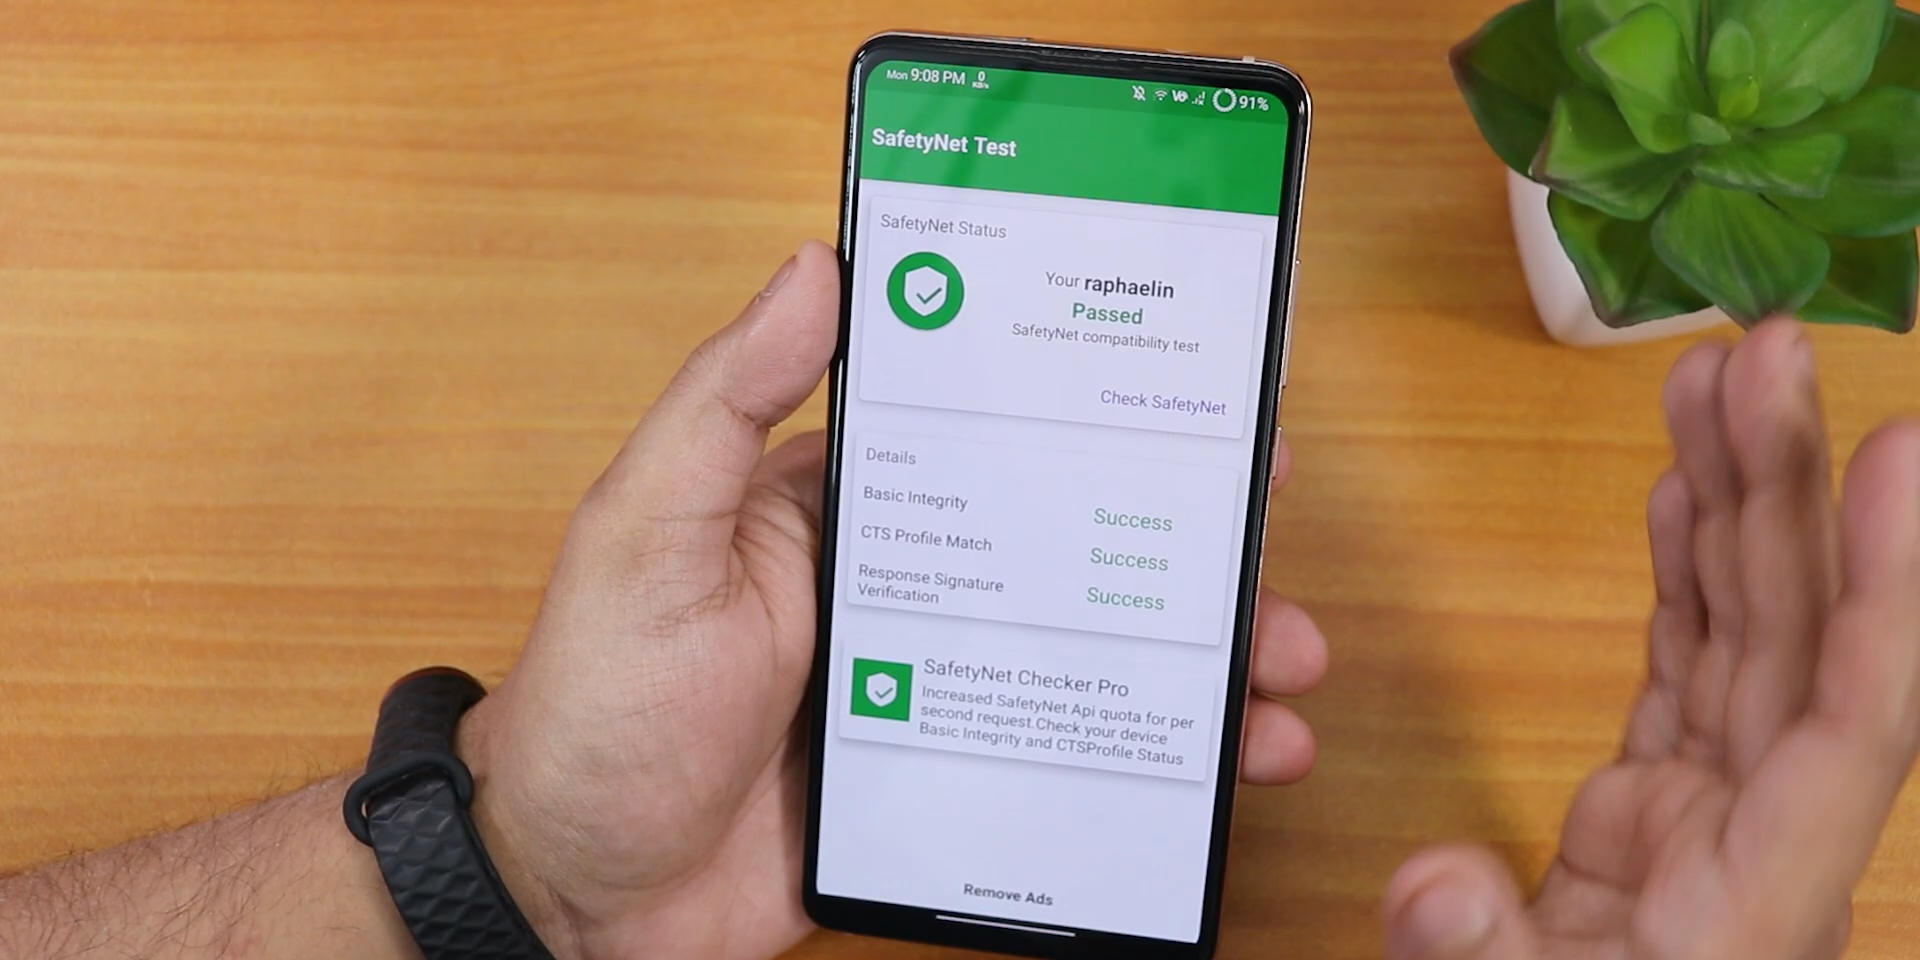 Mon 9:08 PM 0 KB/s
91%
SafetyNet Test
SafetyNet Status
Your raphaelin
Passed
SafetyNet compatibility test
Check SafetyNet
Details
Basic Integrity Success
CTS Profile Match Success
Response Signature
Verification Success
SafetyNet Checker Pro
Increased SafetyNet Api quota for per
second request.Check your device
Basic Integrity and CTSProfile Status
Remove Ads